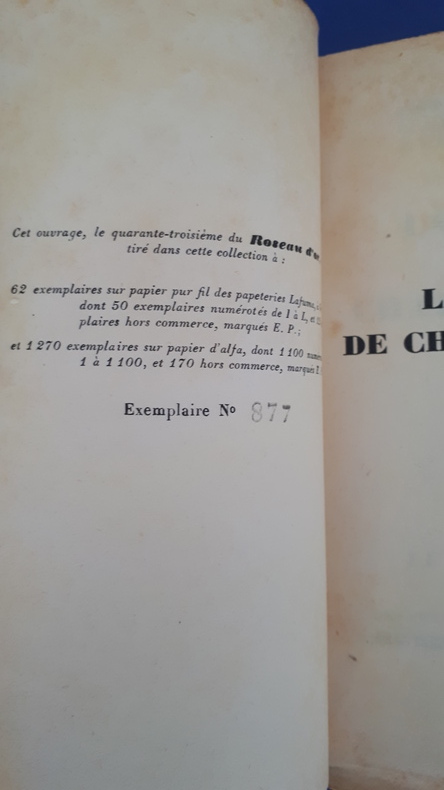 Cet ouvrage, le quarante-troisième du Roseau d'or
tiré dans cette collection à :
62 exemplaires sur papier pur fil des papeteries Lafuma,
dont 50 exemplaires numérotés de I à L, et
plaires hors commerce, marqués E. P.;
et 1 270 exemplaires sur papier d'alfa, dont 1 100
1 à 1 100, et 170 hors commerce, marqués
Exemplaire No 877
L
DE CH